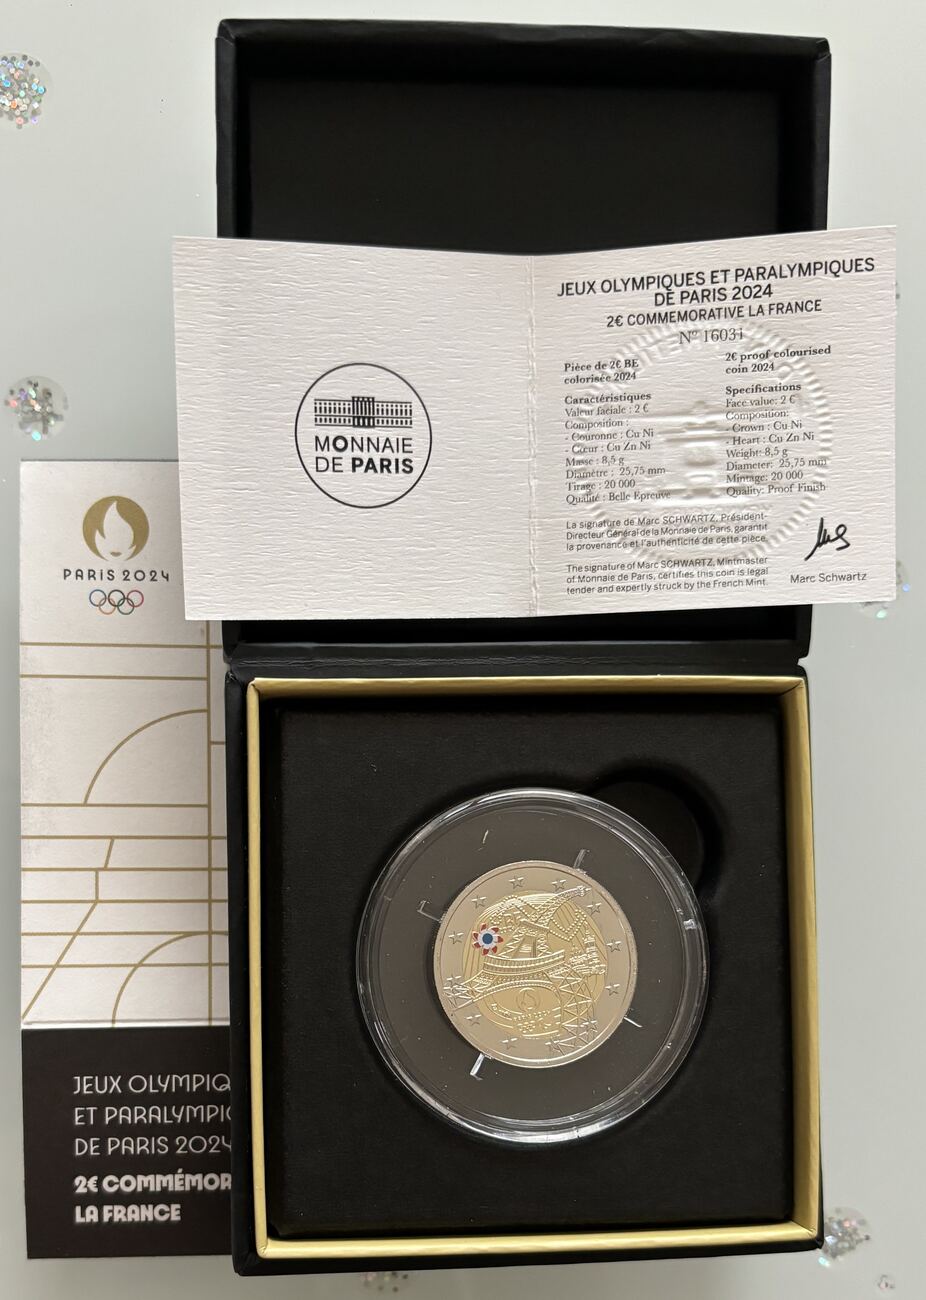 MONNAIE
DE PARIS
JEUX OLYMPIQUES ET PARALYMPIQUES
DE PARIS 2024
2€ COMMEMORATIVE LA FRANCE
N° 16031
Pièce de 2€ BE
colorisée 2024
Caractéristiques
Valeur faciale : 2 €
Composition :
- Couronne : Cu Ni
- Cœur : Cu Zn Ni
Masse : 8,5 g
Diamètre : 25,75 mm
Tirage : 20 000
Qualité : Belle Epreuve
2€ proof colourised
coin 2024
Specifications
Face value: 2 €
Composition:
- Crown : Cu Ni
- Heart : Cu Zn Ni
Weight: 8,5 g
Diameter: 25,75 mm
Mintage: 20 000
Quality: Proof Finish
La signature de Marc SCHWARTZ, Président-
Directeur Général de la Monnaie de Paris, garantit
la provenance et l'authenticité de cette pièce.
The signature of Marc SCHWARTZ, Mintmaster
of Monnaie de Paris, certifies this coin is legal
tender and expertly struck by the French Mint.
Marc Schwartz
PARIS 2024
JEUX OLYMPIQ
ET PARALYMPIQ
DE PARIS 2024
2€ COMMÉMOR
LA FRANCE